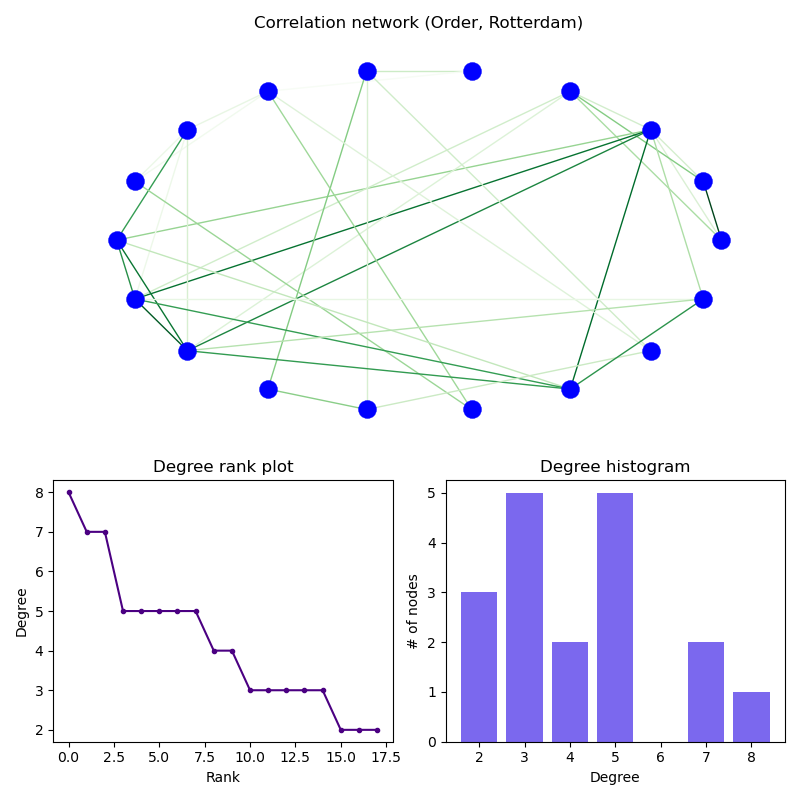 Correlation network (Order, Rotterdam)
Degree rank plot
Degree
8
7
6
5
4
3
2
0.0 2.5 5.0 7.5 10.0 12.5 15.0 17.5
Rank
Degree histogram
# of nodes
5
4
3
2
1
0
2 3 4 5 6 7 8
Degree